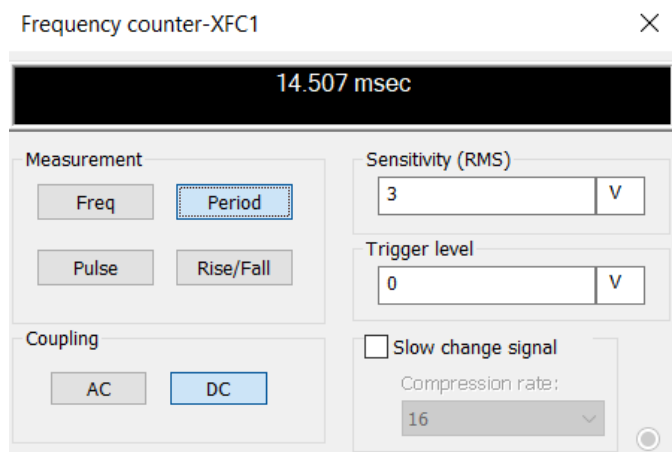 Frequency counter-XFC1
14.507 msec
Measurement
Freq
Period
Pulse
Rise/Fall
Coupling
AC
DC
Sensitivity (RMS)
3
V
Trigger level
0
V
Slow change signal
Compression rate:
16